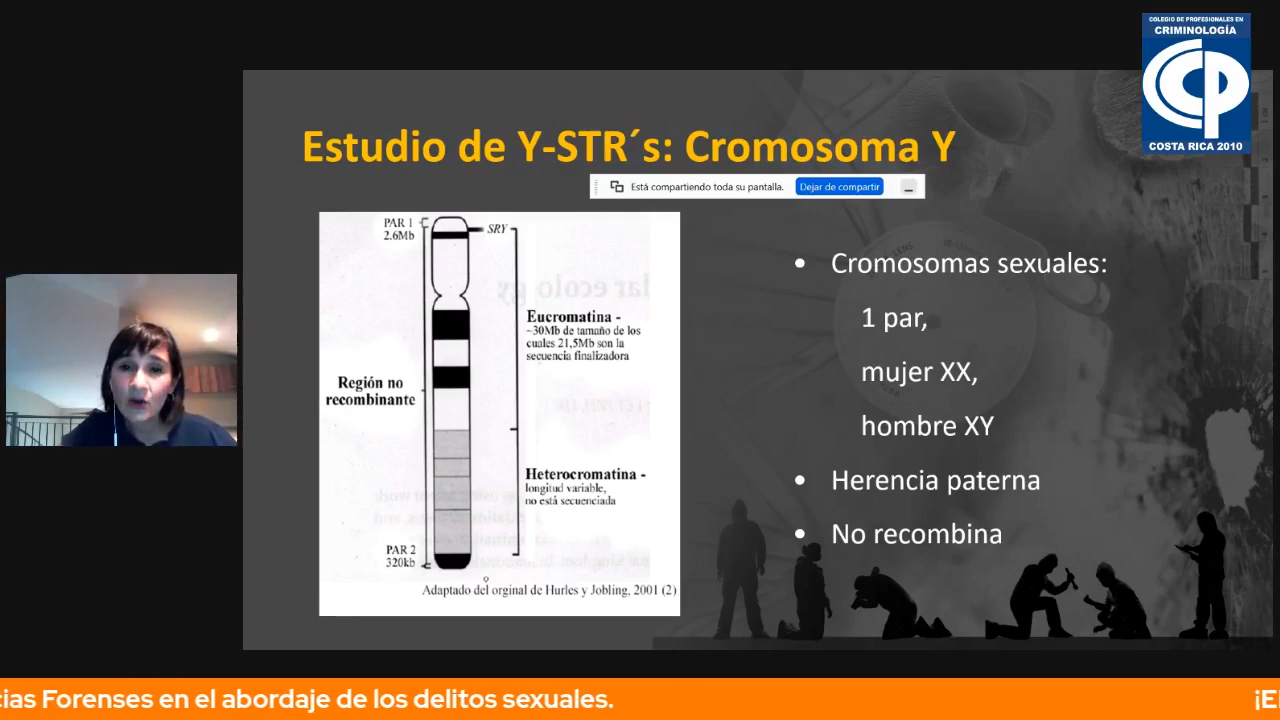 COLEGIO DE PROFESIONALES EN
CRIMINOLOGÍA
COSTA RICA 2010
Estudio de Y-STR´s: Cromosoma Y
Está compartiendo toda su pantalla.
Dejar de compartir
PAR 1
2.6Mb
SRY
Eucromatina -
~30Mb de tamaño de los
cuales 21,5Mb son la
secuencia finalizadora
Región no
recombinante
Heterocromatina -
longitud variable,
no está secuenciada
PAR 2
320kb
Adaptado del orginal de Hurles y Jobling, 2001 (2)
• Cromosomas sexuales:
1 par,
mujer XX,
hombre XY
• Herencia paterna
• No recombina
cias Forenses en el abordaje de los delitos sexuales.
¡El